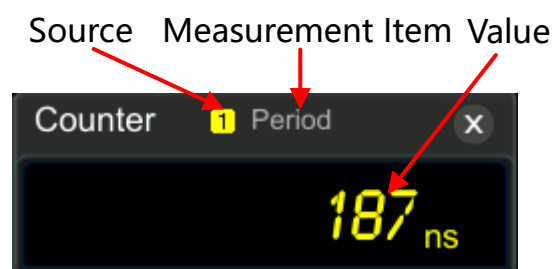 Source Measurement Item Value
Counter 1 Period X
187 ns